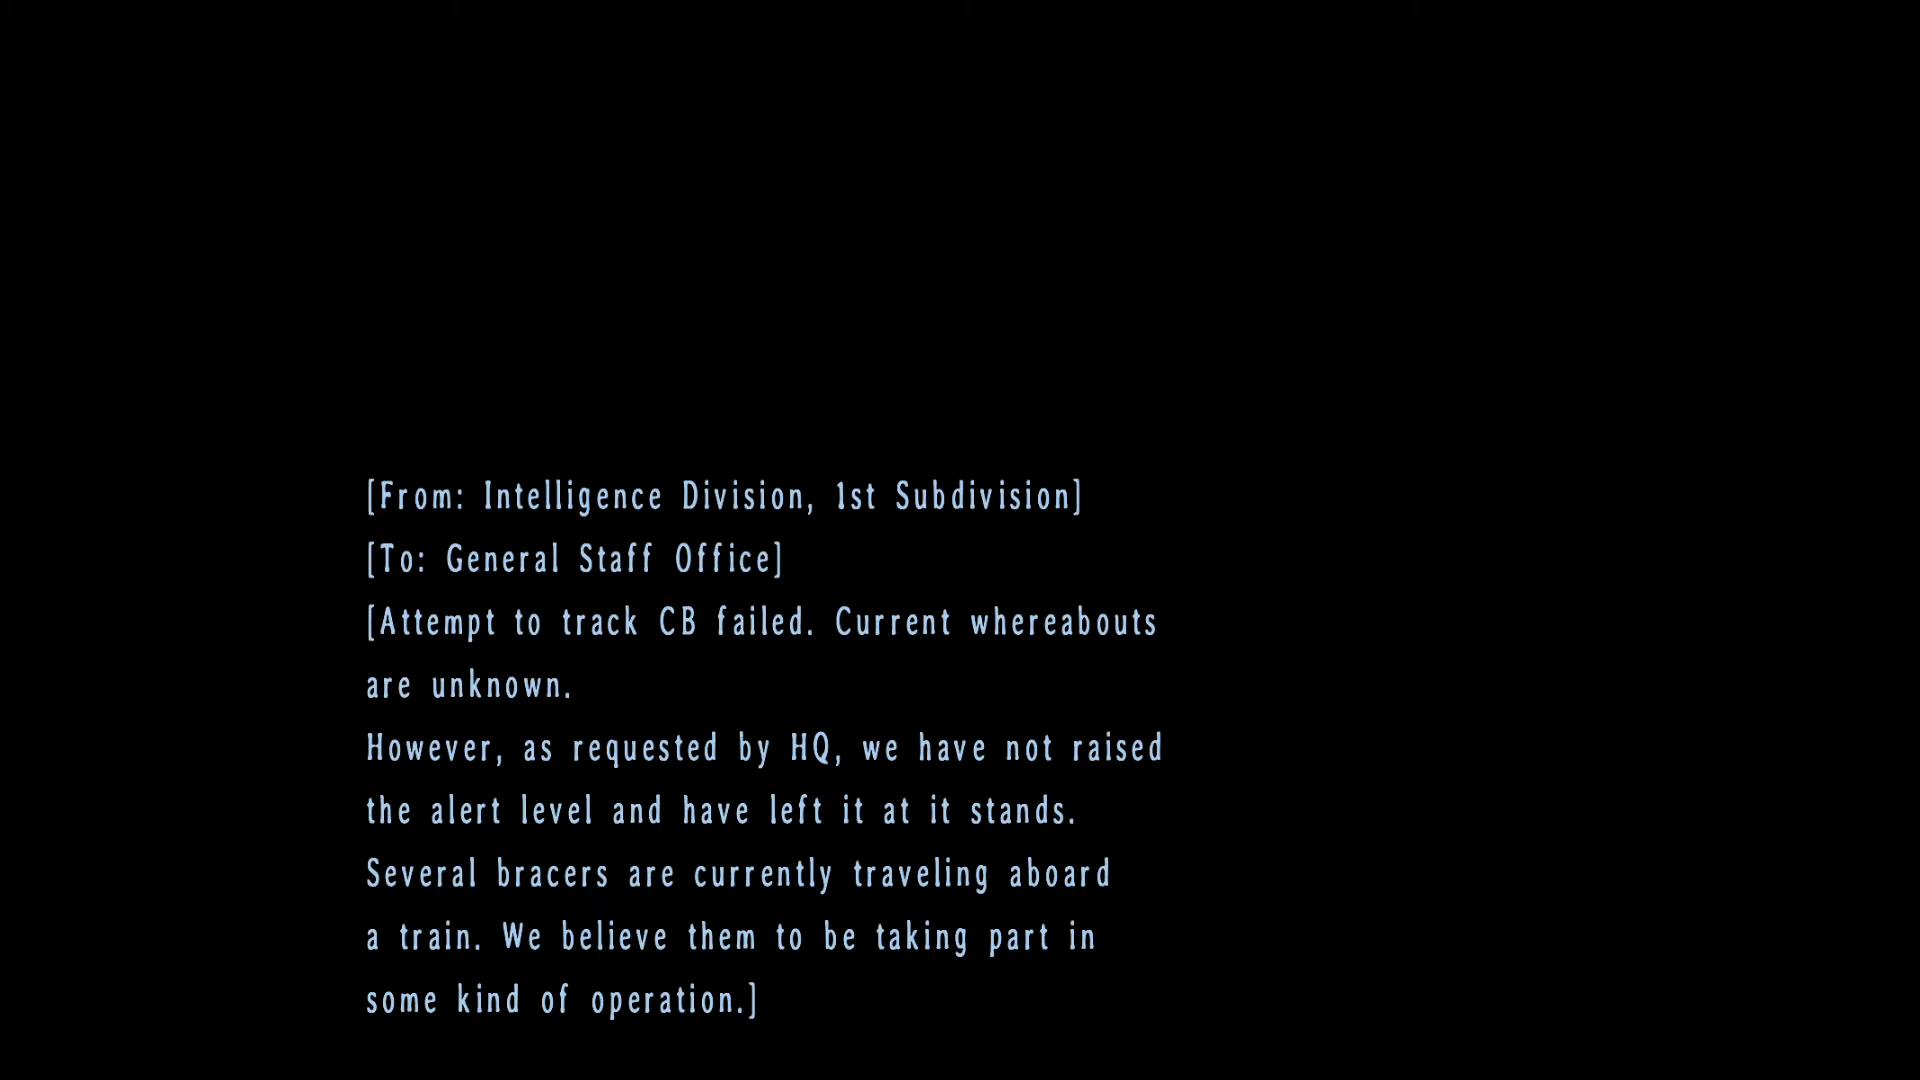 [From: Intelligence Division, 1st Subdivision]
[To: General Staff Office]
[Attempt to track CB failed. Current whereabouts
are unknown.
However, as requested by HQ, we have not raised
the alert level and have left it at it stands.
Several bracers are currently traveling aboard
a train. We believe them to be taking part in
some kind of operation.]